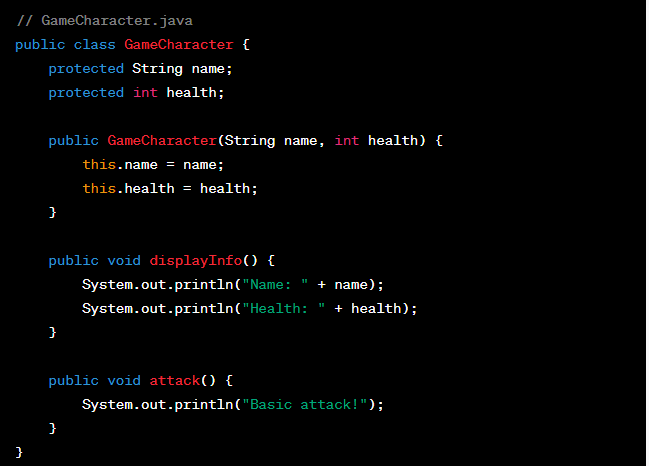 // GameCharacter.java
public class GameCharacter {
    protected String name;
    protected int health;

    public GameCharacter(String name, int health) {
        this.name = name;
        this.health = health;
    }

    public void displayInfo() {
        System.out.println("Name: " + name);
        System.out.println("Health: " + health);
    }

    public void attack() {
        System.out.println("Basic attack!");
    }
}